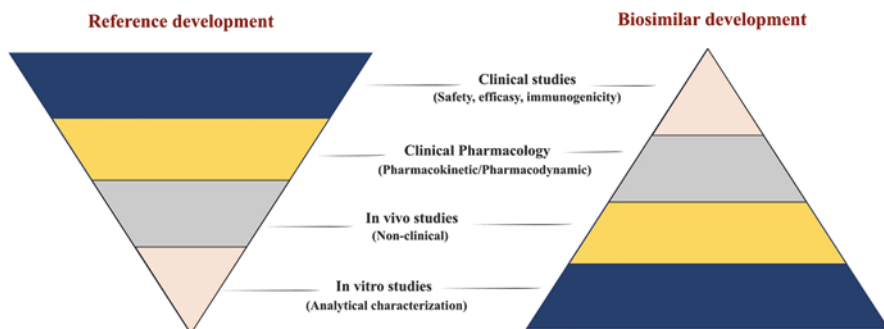 Reference development
Biosimilar development
Clinical studies
(Safety, efficasy, immunogenicity)
Clinical Pharmacology
(Pharmacokinetic/Pharmacodynamic)
In vivo studies
(Non-clinical)
In vitro studies
(Analytical characterization)